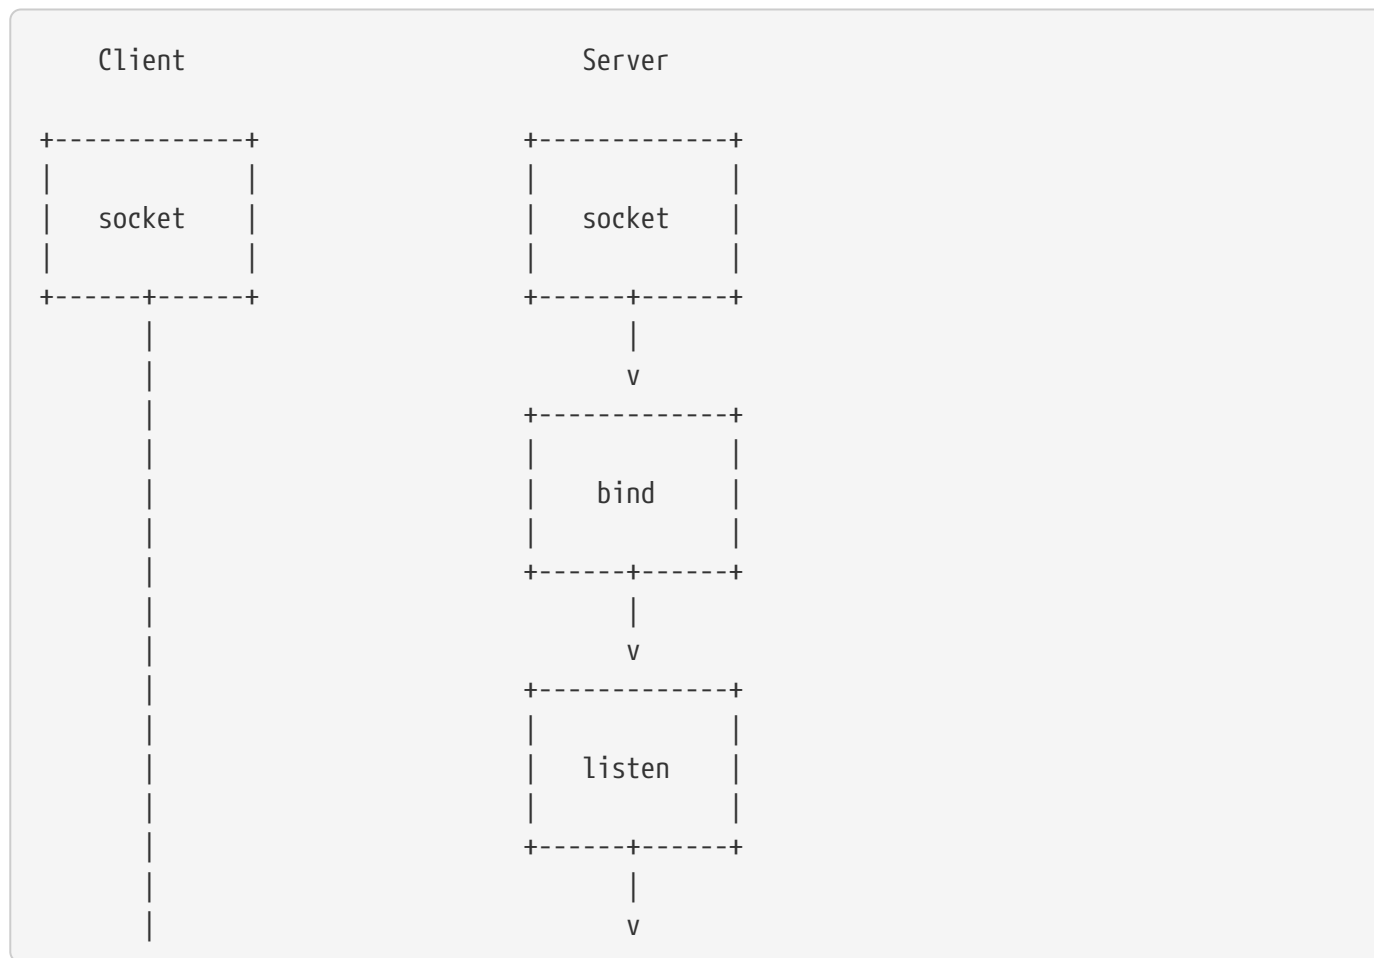 Client                           Server

+-------------+                  +-------------+
|             |                  |             |
|   socket    |                  |   socket    |
|             |                  |             |
+------+------+                  +------+------+
       |                                |
       |                                v
       |                         +-------------+
       |                         |             |
       |                         |    bind     |
       |                         |             |
       |                         +------+------+
       |                                |
       |                                v
       |                         +-------------+
       |                         |             |
       |                         |   listen    |
       |                         |             |
       |                         +------+------+
       |                                |
       |                                v